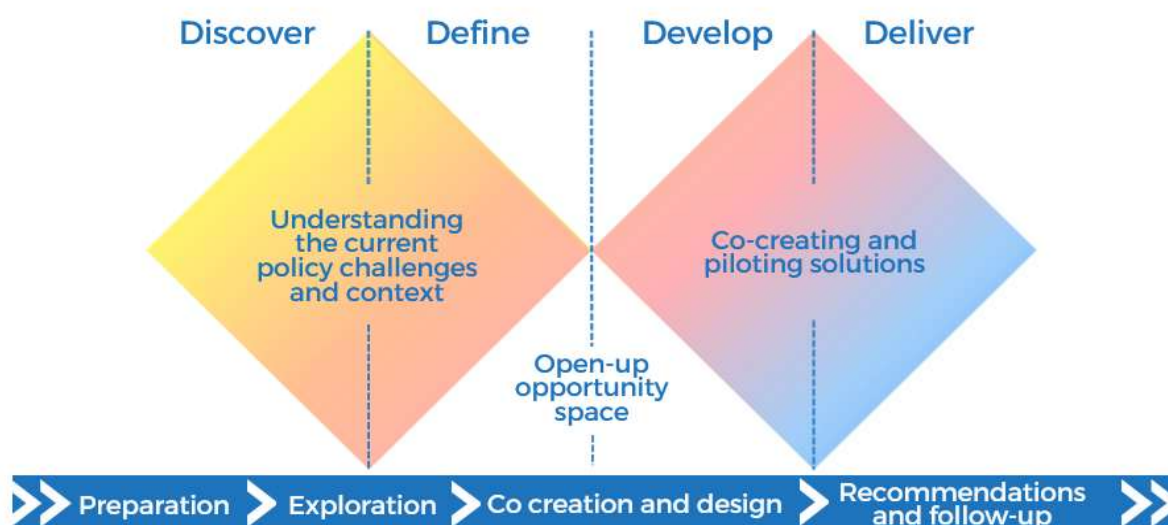 Discover
Define
Develop
Deliver
Understanding
the current
policy challenges
and context
Co-creating and
piloting solutions
Open-up
opportunity
space
Preparation
Exploration
Co creation and design
Recommendations
and follow-up